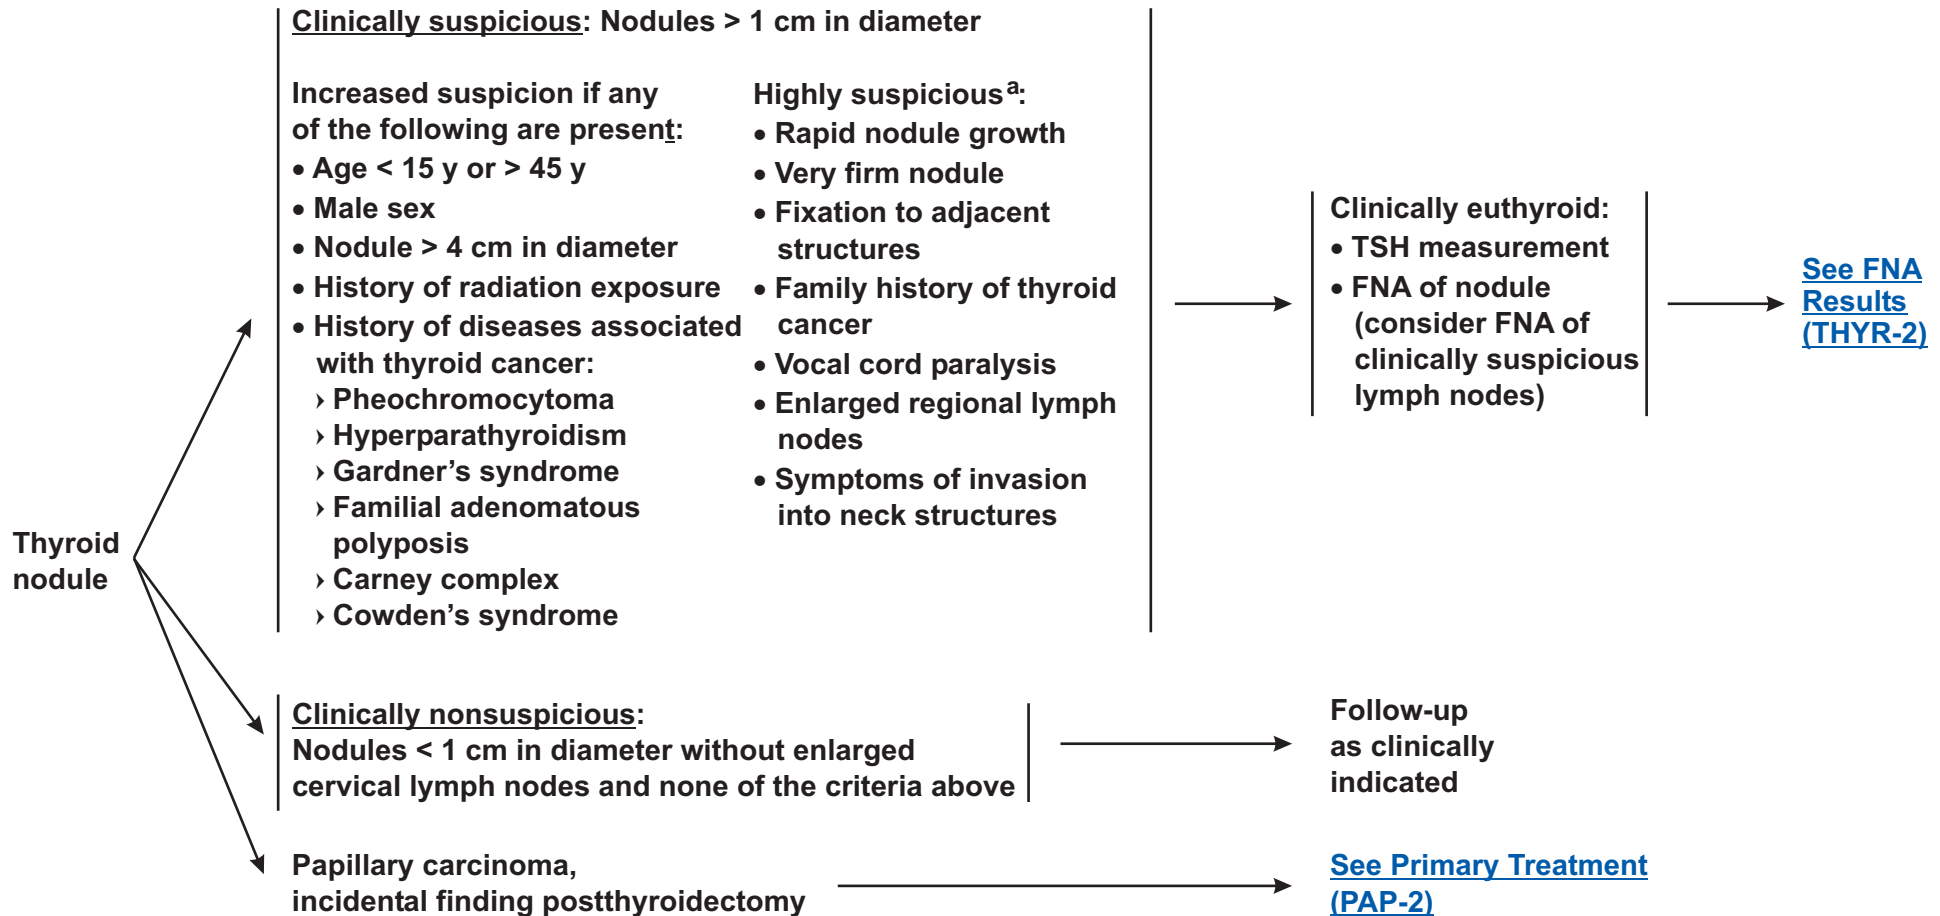 Clinically suspicious: Nodules > 1 cm in diameter
Increased suspicion if any
of the following are present:
• Age < 15 y or > 45 y
• Male sex
• Nodule > 4 cm in diameter
• History of radiation exposure
• History of diseases associated
with thyroid cancer:
› Pheochromocytoma
› Hyperparathyroidism
› Gardner’s syndrome
› Familial adenomatous
polyposis
› Carney complex
› Cowden’s syndrome
Highly suspicious a:
• Rapid nodule growth
• Very firm nodule
• Fixation to adjacent
structures
• Family history of thyroid
cancer
• Vocal cord paralysis
• Enlarged regional lymph
nodes
• Symptoms of invasion
into neck structures
Clinically euthyroid:
• TSH measurement
• FNA of nodule
(consider FNA of
clinically suspicious
lymph nodes)
See FNA
Results
(THYR-2)
Thyroid
nodule
Clinically nonsuspicious:
Nodules < 1 cm in diameter without enlarged
cervical lymph nodes and none of the criteria above
Follow-up
as clinically
indicated
Papillary carcinoma,
incidental finding postthyroidectomy
See Primary Treatment
(PAP-2)